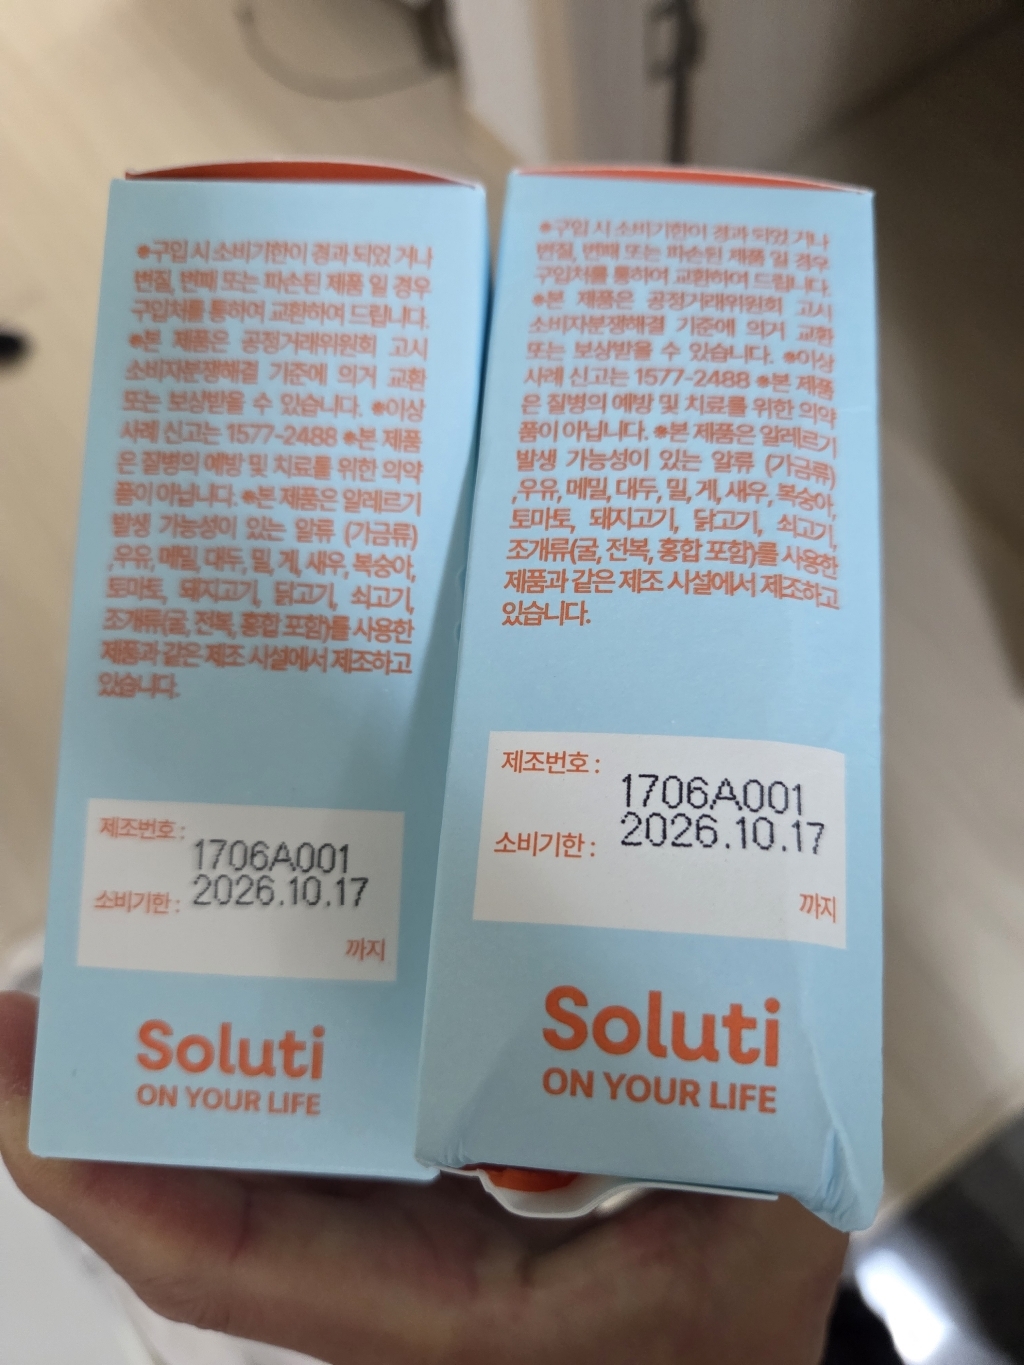 ※구입 시 소비기한이 경과 되었 거나
변질, 변패 또는 파손된 제품 일 경우
구입처를 통하여 교환하여 드립니다.
※본 제품은 공정거래위원회 고시
소비자분쟁해결 기준에 의거 교환
또는 보상받을 수 있습니다. ※이상
사례 신고는 1577-2488 ※본 제품
은 질병의 예방 및 치료를 위한 의약
품이 아닙니다. ※본 제품은 알레르기
발생 가능성이 있는 알류 (가금류)
,우유, 메밀, 대두, 밀, 게, 새우, 복숭아,
토마토, 돼지고기, 닭고기, 쇠고기,
조개류(굴, 전복, 홍합 포함)를 사용한
제품과 같은 제조 시설에서 제조하고
있습니다.
제조번호 :
1706A001
소비기한 :
2026.10.17
까지
Soluti
ON YOUR LIFE
※구입 시 소비기한이 경과 되었 거나
변질, 변패 또는 파손된 제품 일 경우
구입처를 통하여 교환하여 드립니다.
※본 제품은 공정거래위원회 고시
소비자분쟁해결 기준에 의거 교환
또는 보상받을 수 있습니다. ※이상
사례 신고는 1577-2488 ※본 제품
은 질병의 예방 및 치료를 위한 의약
품이 아닙니다. ※본 제품은 알레르기
발생 가능성이 있는 알류 (가금류)
,우유, 메밀, 대두, 밀, 게, 새우, 복숭아,
토마토, 돼지고기, 닭고기, 쇠고기,
조개류(굴, 전복, 홍합 포함)를 사용한
제품과 같은 제조 시설에서 제조하고
있습니다.
제조번호 :
1706A001
소비기한 :
2026.10.17
까지
Soluti
ON YOUR LIFE